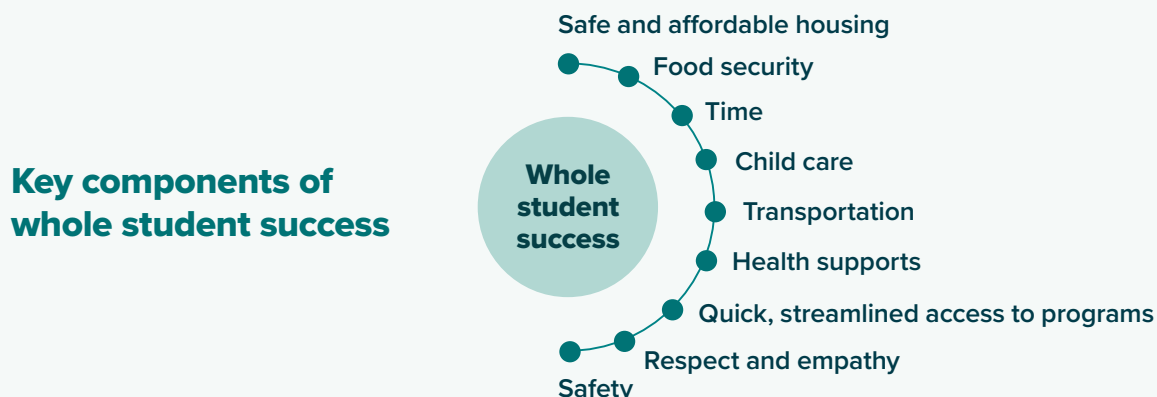 Key components of
whole student success
Whole
student
success
Safe and affordable housing
Food security
Time
Child care
Transportation
Health supports
Quick, streamlined access to programs
Respect and empathy
Safety